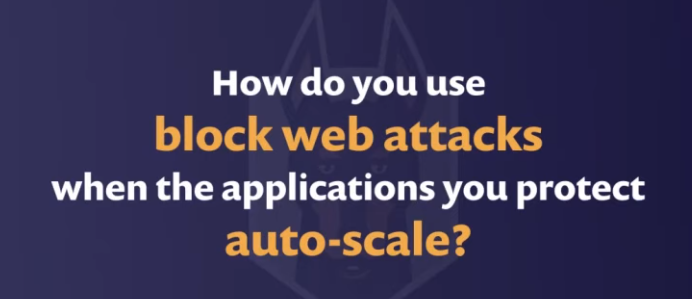 How do you use
block web attacks
when the applications you protect
auto-scale?